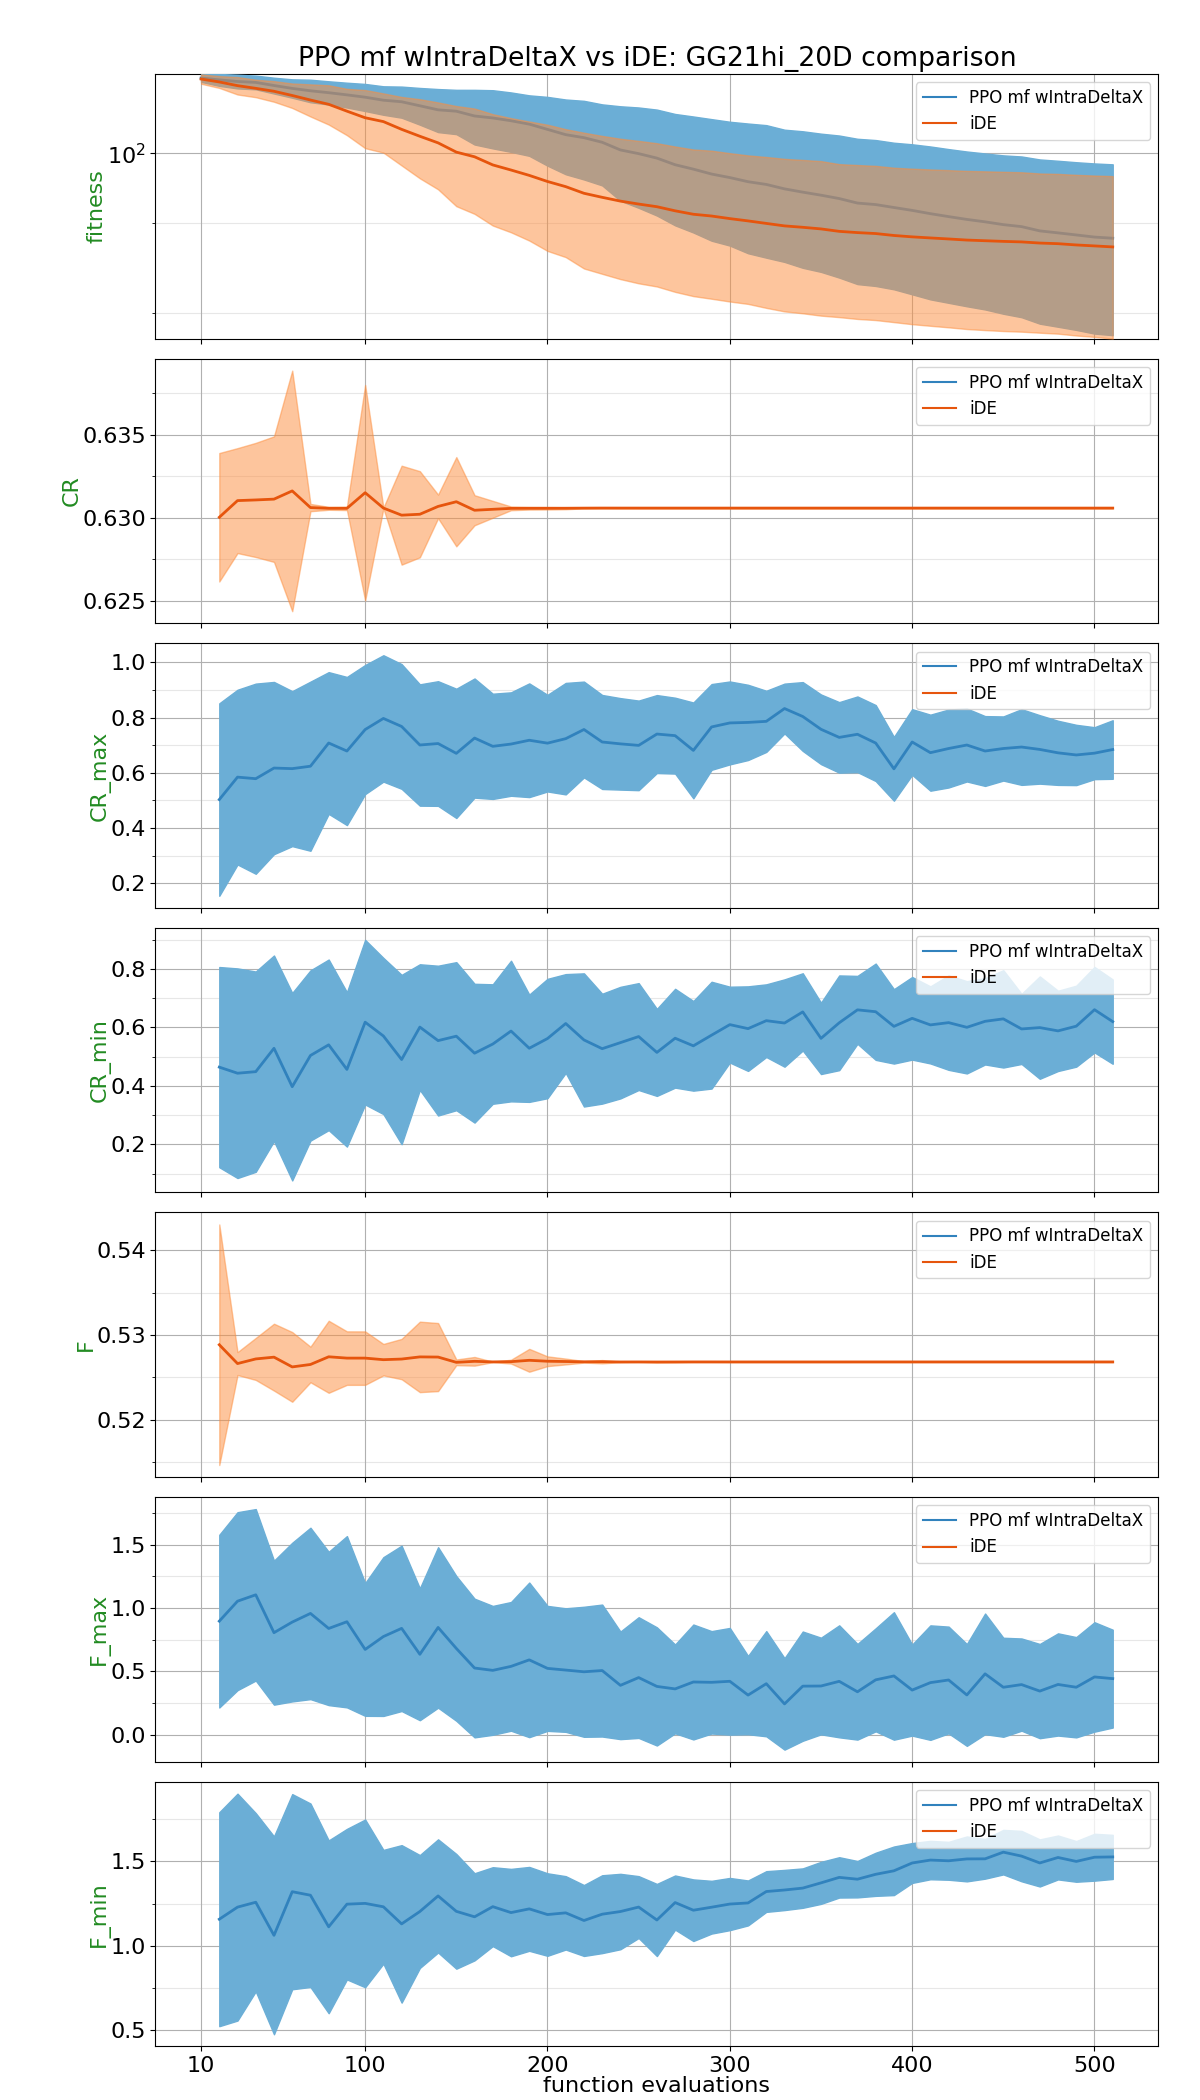 PPO mf wIntraDeltaX vs iDE: GG21hi_20D comparison
PPO mf wIntraDeltaX
iDE
10²
fitness
PPO mf wIntraDeltaX
iDE
0.635
0.630
0.625
CR
PPO mf wIntraDeltaX
iDE
1.0
0.8
0.6
0.4
0.2
CR_max
PPO mf wIntraDeltaX
iDE
0.8
0.6
0.4
0.2
CR_min
PPO mf wIntraDeltaX
iDE
0.54
0.53
0.52
F
PPO mf wIntraDeltaX
iDE
1.5
1.0
0.5
0.0
F_max
PPO mf wIntraDeltaX
iDE
1.5
1.0
0.5
F_min
10 100 200 300 400 500
function evaluations